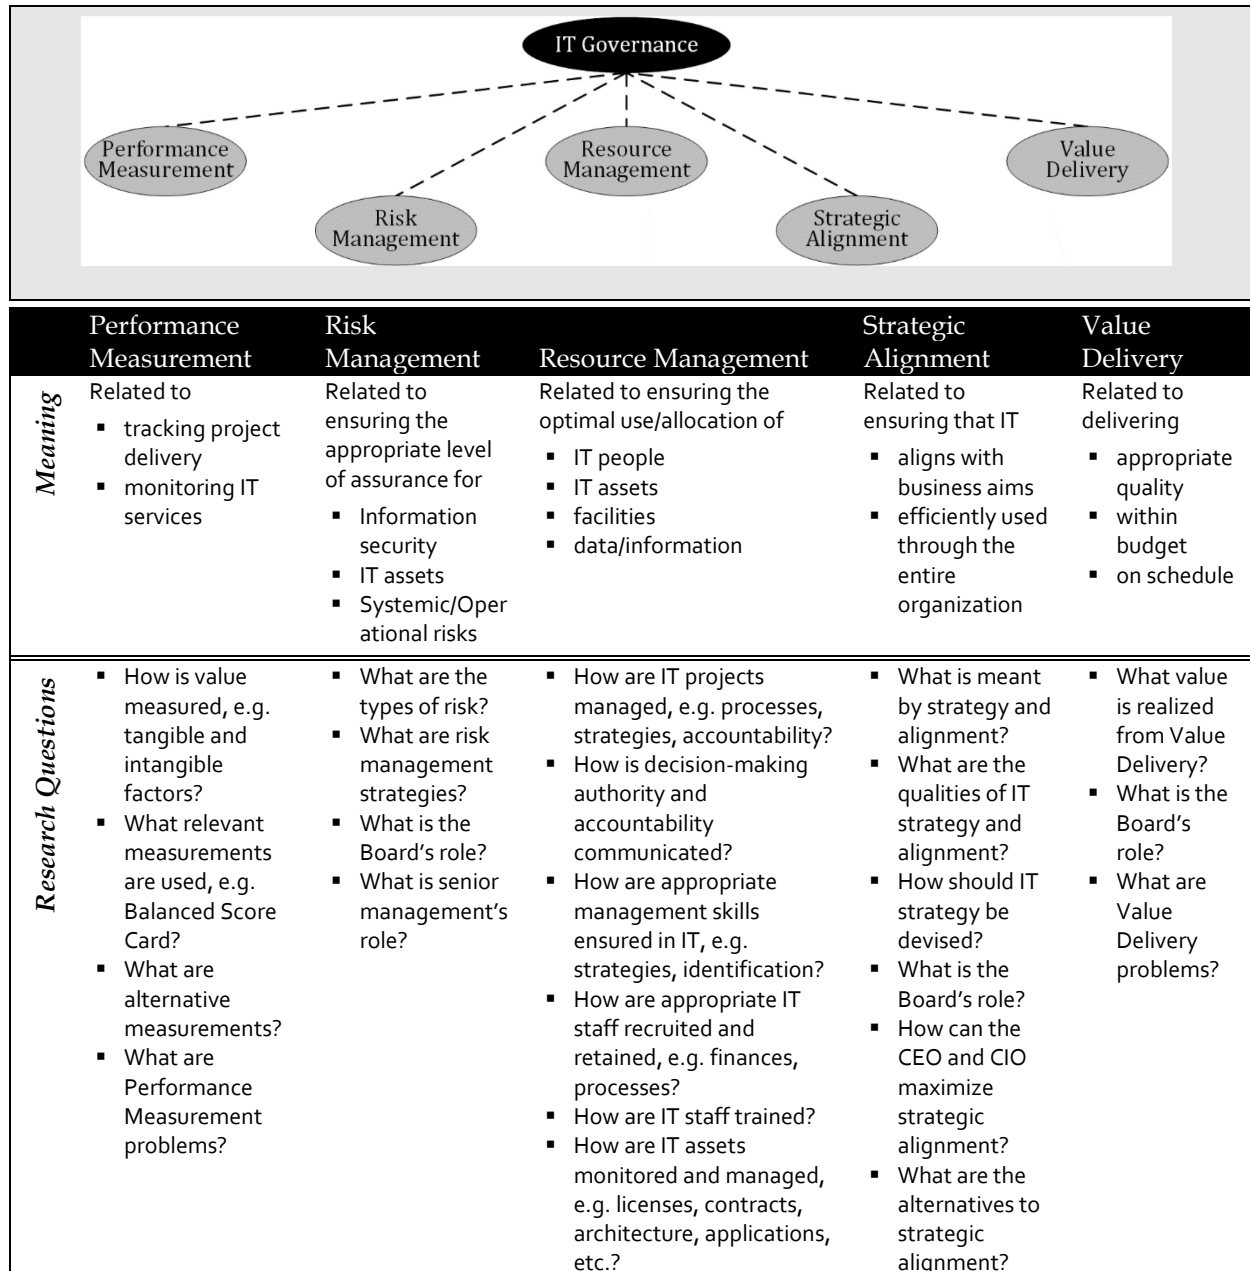 IT Governance
Performance
Measurement
Resource
Management
Value
Delivery
Risk
Management
Strategic
Alignment
Performance
Measurement
Risk
Management
Resource Management
Strategic
Alignment
Value
Delivery
Meaning
Related to
▪ tracking project
delivery
▪ monitoring IT
services
Related to
ensuring the
appropriate level
of assurance for
▪ Information
security
▪ IT assets
▪ Systemic/Oper
ational risks
Related to ensuring the
optimal use/allocation of
▪ IT people
▪ IT assets
▪ facilities
▪ data/information
Related to
ensuring that IT
▪ aligns with
business aims
▪ efficiently used
through the
entire
organization
Related to
delivering
▪ appropriate
quality
▪ within
budget
▪ on schedule
Research Questions
▪ How is value
measured, e.g.
tangible and
intangible
factors?
▪ What relevant
measurements
are used, e.g.
Balanced Score
Card?
▪ What are
alternative
measurements?
▪ What are
Performance
Measurement
problems?
▪ What are the
types of risk?
▪ What are risk
management
strategies?
▪ What is the
Board's role?
▪ What is senior
management's
role?
▪ How are IT projects
managed, e.g. processes,
strategies, accountability?
▪ How is decision-making
authority and
accountability
communicated?
▪ How are appropriate
management skills
ensured in IT, e.g.
strategies, identification?
▪ How are appropriate IT
staff recruited and
retained, e.g. finances,
processes?
▪ How are IT staff trained?
▪ How are IT assets
monitored and managed,
e.g. licenses, contracts,
architecture, applications,
etc.?
▪ What is meant
by strategy and
alignment?
▪ What are the
qualities of IT
strategy and
alignment?
▪ How should IT
strategy be
devised?
▪ What is the
Board's role?
▪ How can the
CEO and CIO
maximize
strategic
alignment?
▪ What are the
alternatives to
strategic
alignment?
▪ What value
is realized
from Value
Delivery?
▪ What is the
Board's
role?
▪ What are
Value
Delivery
problems?